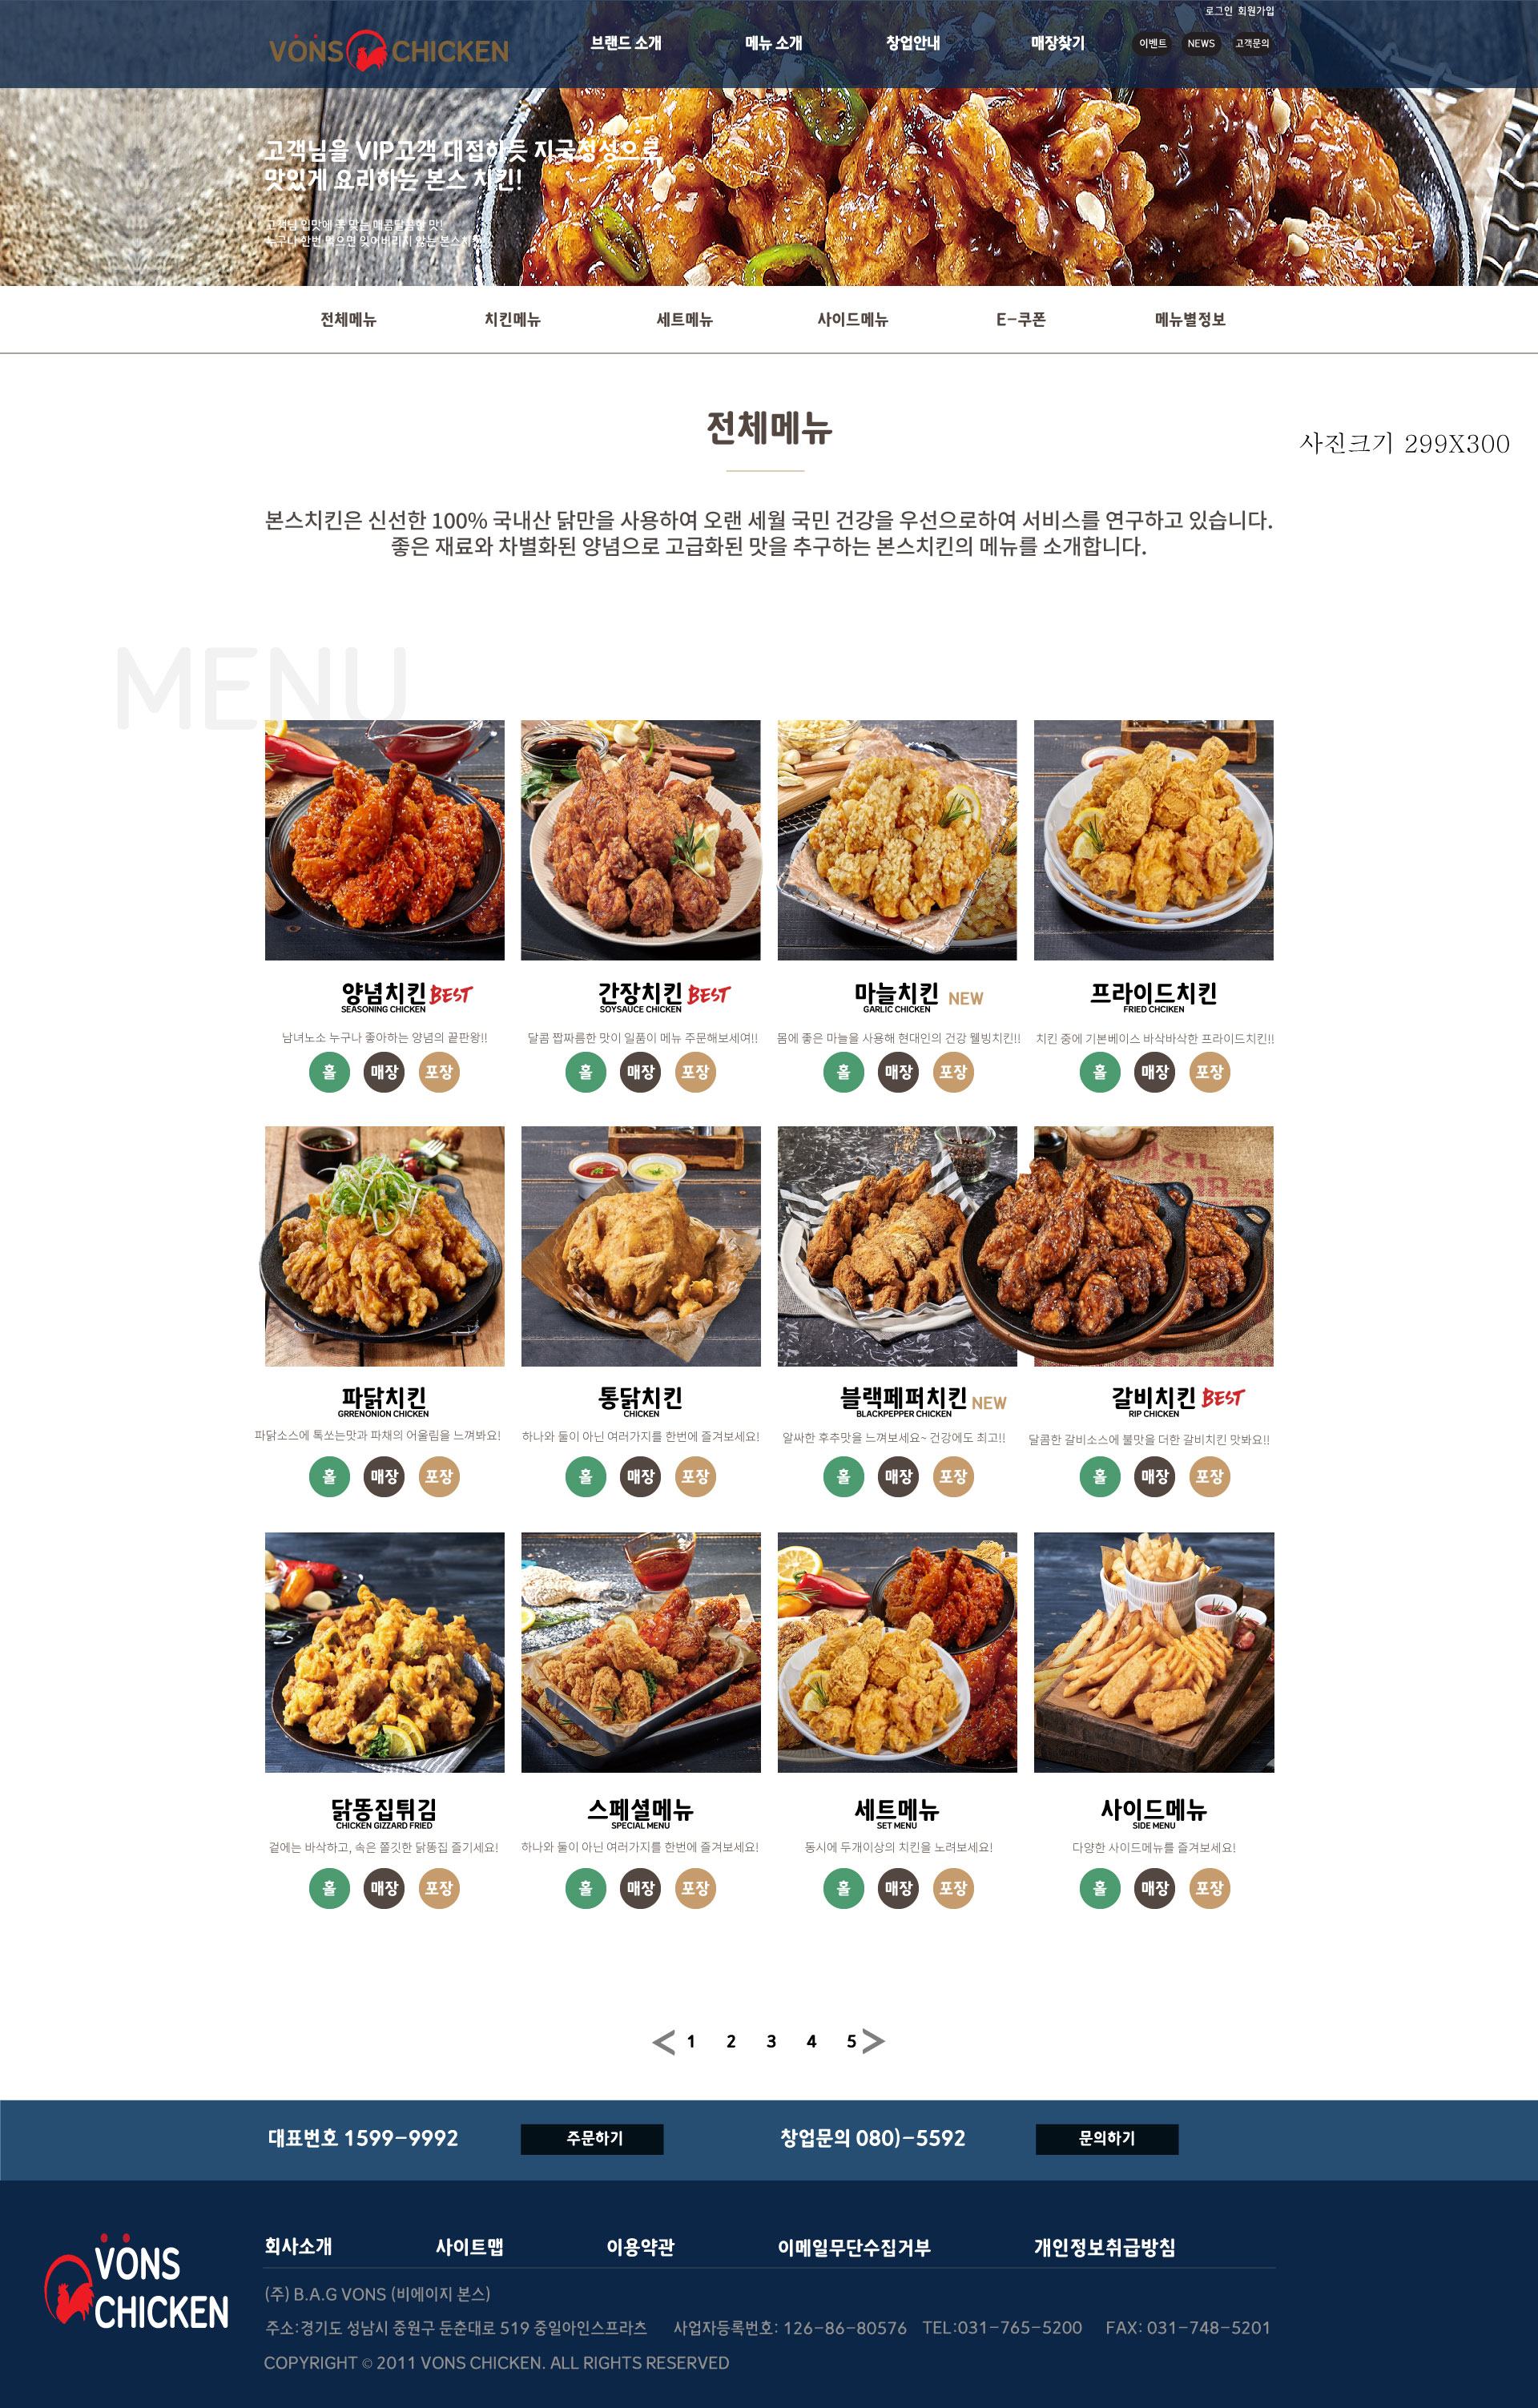 로그인 회원가입
VONS CHICKEN
브랜드 소개 메뉴 소개 창업안내 매장찾기 이벤트 NEWS 고객문의
고객님을 VIP고객 대접하듯 지국정성으로
맛있게 요리하는 본스 치킨!
고객님 입맛에 꼭 맞는 매콤달콤한 맛!
누구나 한번 먹으면 잊어버리지 않는 본스치킨
전체메뉴 치킨메뉴 세트메뉴 사이드메뉴 E-쿠폰 메뉴별정보
전체메뉴
사진크기 299X300
본스치킨은 신선한 100% 국내산 닭만을 사용하여 오랜 세월 국민 건강을 우선으로하여 서비스를 연구하고 있습니다.
좋은 재료와 차별화된 양념으로 고급화된 맛을 추구하는 본스치킨의 메뉴를 소개합니다.
MENU
양념치킨 BEST 간장치킨 BEST 마늘치킨 NEW 프라이드치킨
SEASONING CHICKEN SOYSAUCE CHICKEN GARLIC CHICKEN FRIED CHCIKEN
남녀노소 누구나 좋아하는 양념의 끝판왕!! 달콤 짭짜름한 맛이 일품이 메뉴 주문해보세여!! 몸에 좋은 마늘을 사용해 현대인의 건강 웰빙치킨!! 치킨 중에 기본베이스 바삭바삭한 프라이드치킨!!
홀 매장 포장 홀 매장 포장 홀 매장 포장 홀 매장 포장
파닭치킨 통닭치킨 블랙페퍼치킨 NEW 갈비치킨 BEST
GRRENONION CHICKEN CHICKEN BLACKPEPPER CHICKEN RIP CHICKEN
파닭소스에 톡쏘는맛과 파채의 어울림을 느껴봐요! 하나와 둘이 아닌 여러가지를 한번에 즐겨보세요! 알싸한 후추맛을 느껴보세요~ 건강에도 최고!! 달콤한 갈비소스에 불맛을 더한 갈비치킨 맛봐요!!
홀 매장 포장 홀 매장 포장 홀 매장 포장 홀 매장 포장
닭똥집튀김 스페셜메뉴 세트메뉴 사이드메뉴
CHICKEN GIZZARD FRIED SPECIAL MENU SET MENU SIDE MENU
겉에는 바삭하고, 속은 쫄깃한 닭똥집 즐기세요! 하나와 둘이 아닌 여러가지를 한번에 즐겨보세요! 동시에 두개이상의 치킨을 노려보세요! 다양한 사이드메뉴를 즐겨보세요!
홀 매장 포장 홀 매장 포장 홀 매장 포장 홀 매장 포장
< 1 2 3 4 5 >
대표번호 1599-9992 주문하기 창업문의 080)-5592 문의하기
VONS
CHICKEN
회사소개 사이트맵 이용약관 이메일무단수집거부 개인정보취급방침
(주) B.A.G VONS (비에이지 본스)
주소:경기도 성남시 중원구 둔춘대로 519 중일아인스프라츠 사업자등록번호: 126-86-80576 TEL:031-765-5200 FAX: 031-748-5201
COPYRIGHT © 2011 VONS CHICKEN. ALL RIGHTS RESERVED